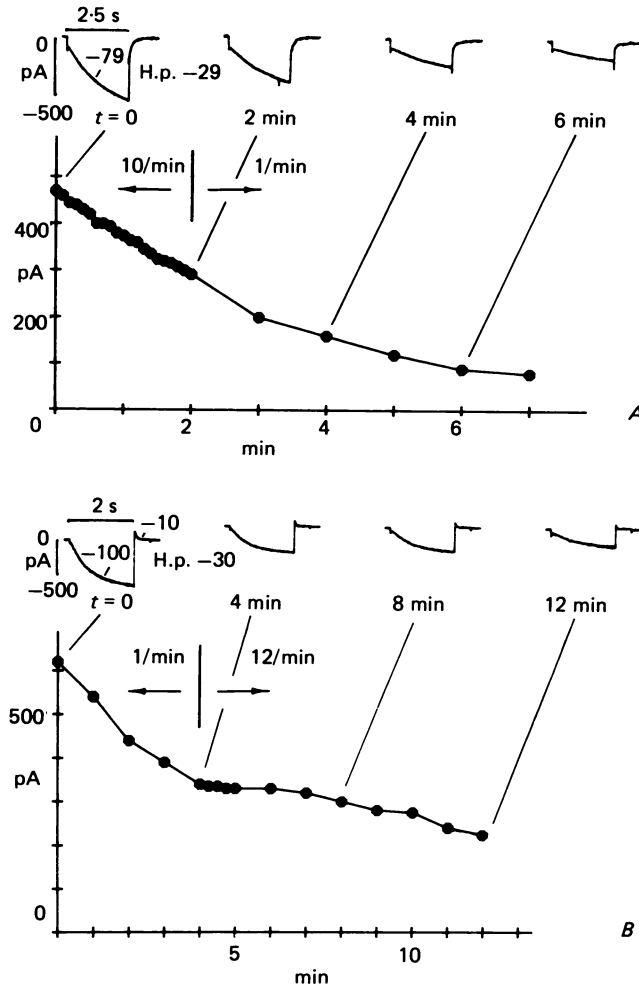 2·5 s
0
pA
−500
−79
H.p. −29
t = 0
2 min
4 min
6 min
10/min
1/min
400
pA
200
0
2
4
6
min
A
2 s
−10
0
pA
−500
−100
H.p. −30
t = 0
4 min
8 min
12 min
1/min
12/min
500
pA
0
5
10
min
B